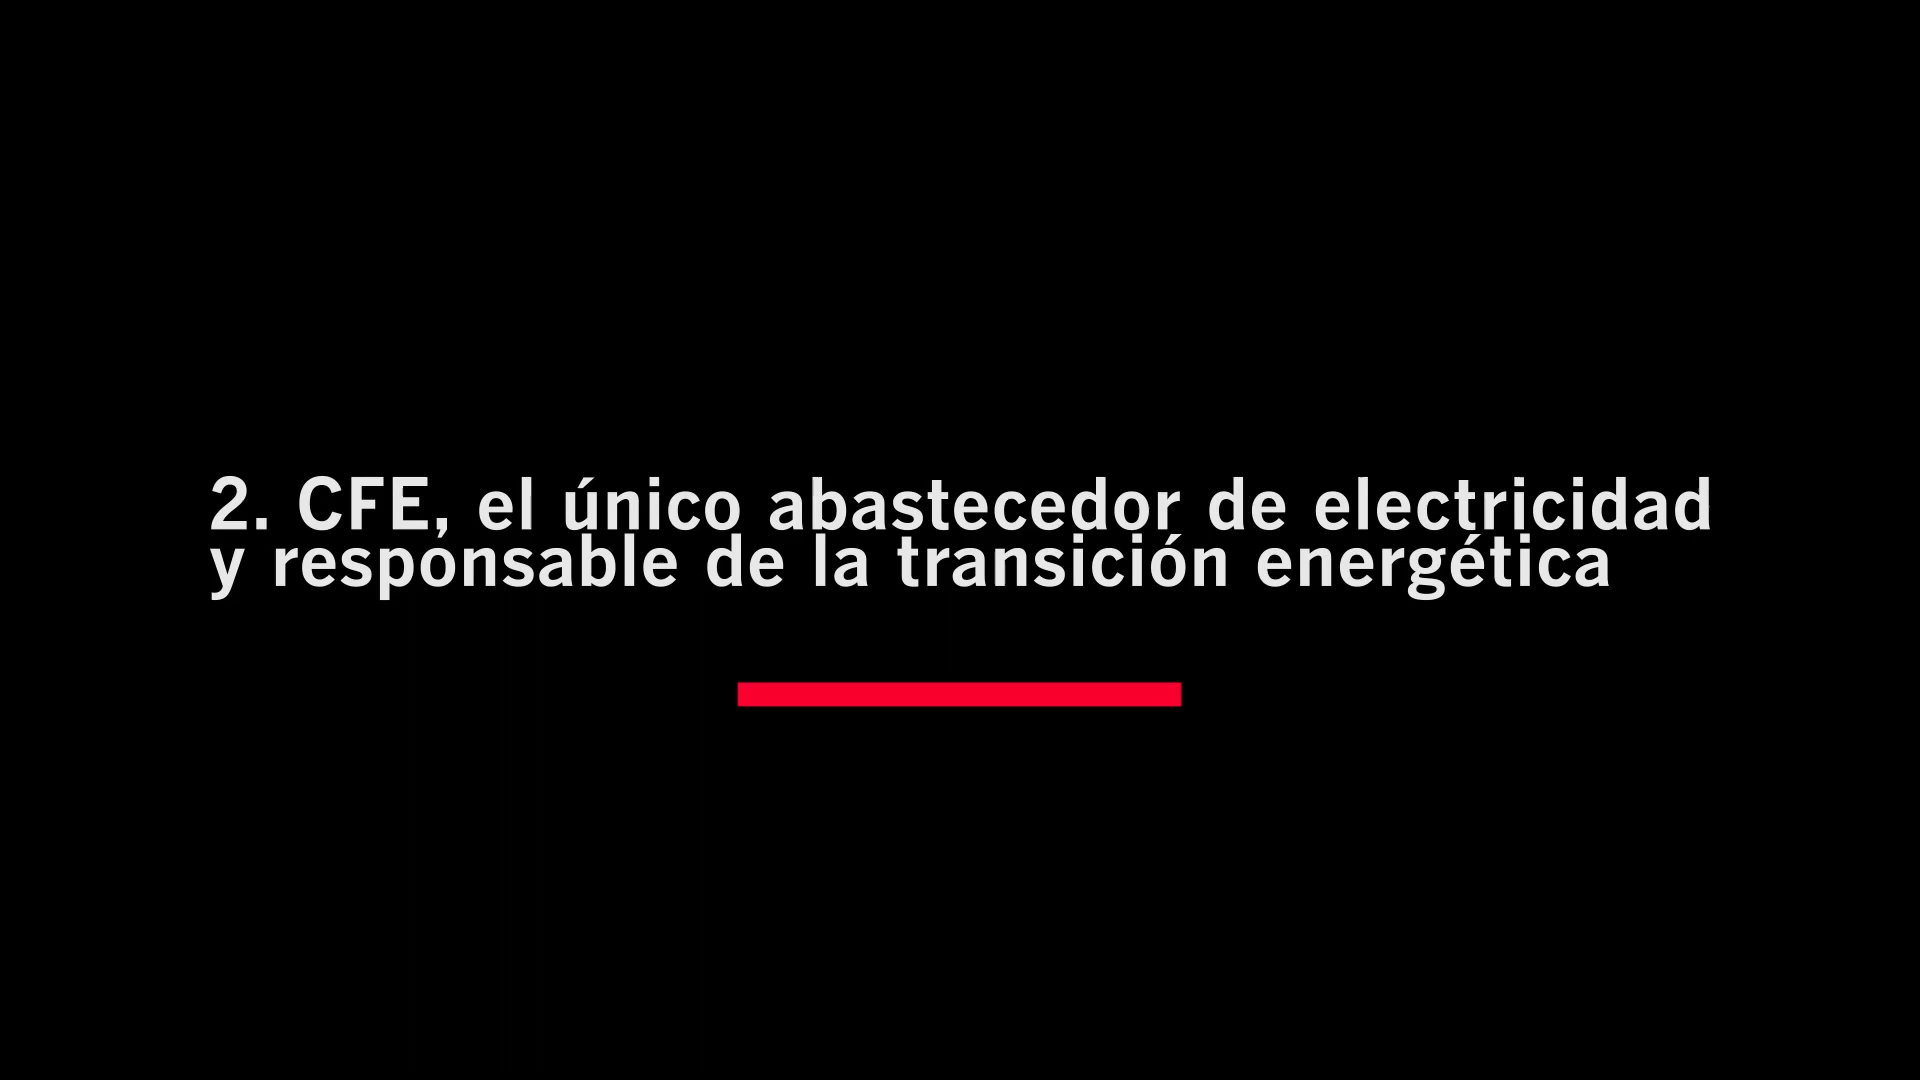 2. CFE, el único abastecedor de electricidad
y responsable de la transición energética